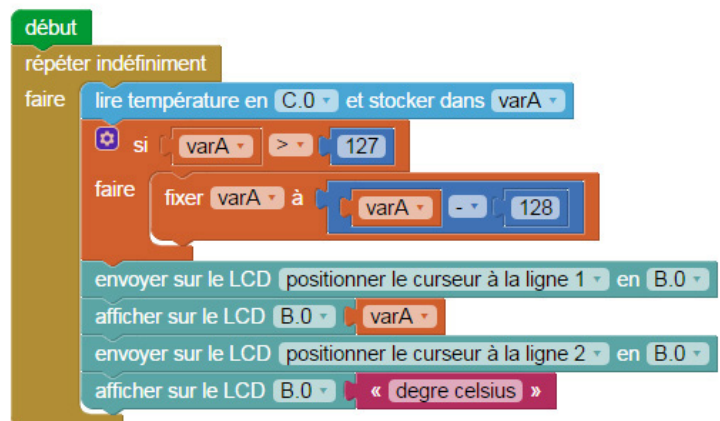 début
répéter indéfiniment
faire lire température en C.0 et stocker dans varA
si varA > 127
faire fixer varA à varA - 128
envoyer sur le LCD positionner le curseur à la ligne 1 en B.0
afficher sur le LCD B.0 varA
envoyer sur le LCD positionner le curseur à la ligne 2 en B.0
afficher sur le LCD B.0 « degre celsius »